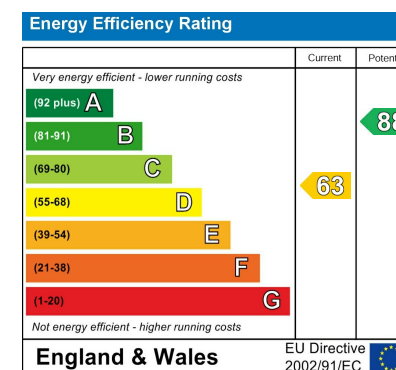 Energy Efficiency Rating
Current Potent
Very energy efficient - lower running costs
(92 plus) A
(81-91) B
88
(69-80) C
63
(55-68) D
(39-54) E
(21-38) F
(1-20) G
Not energy efficient - higher running costs
England & Wales
EU Directive
2002/91/EC